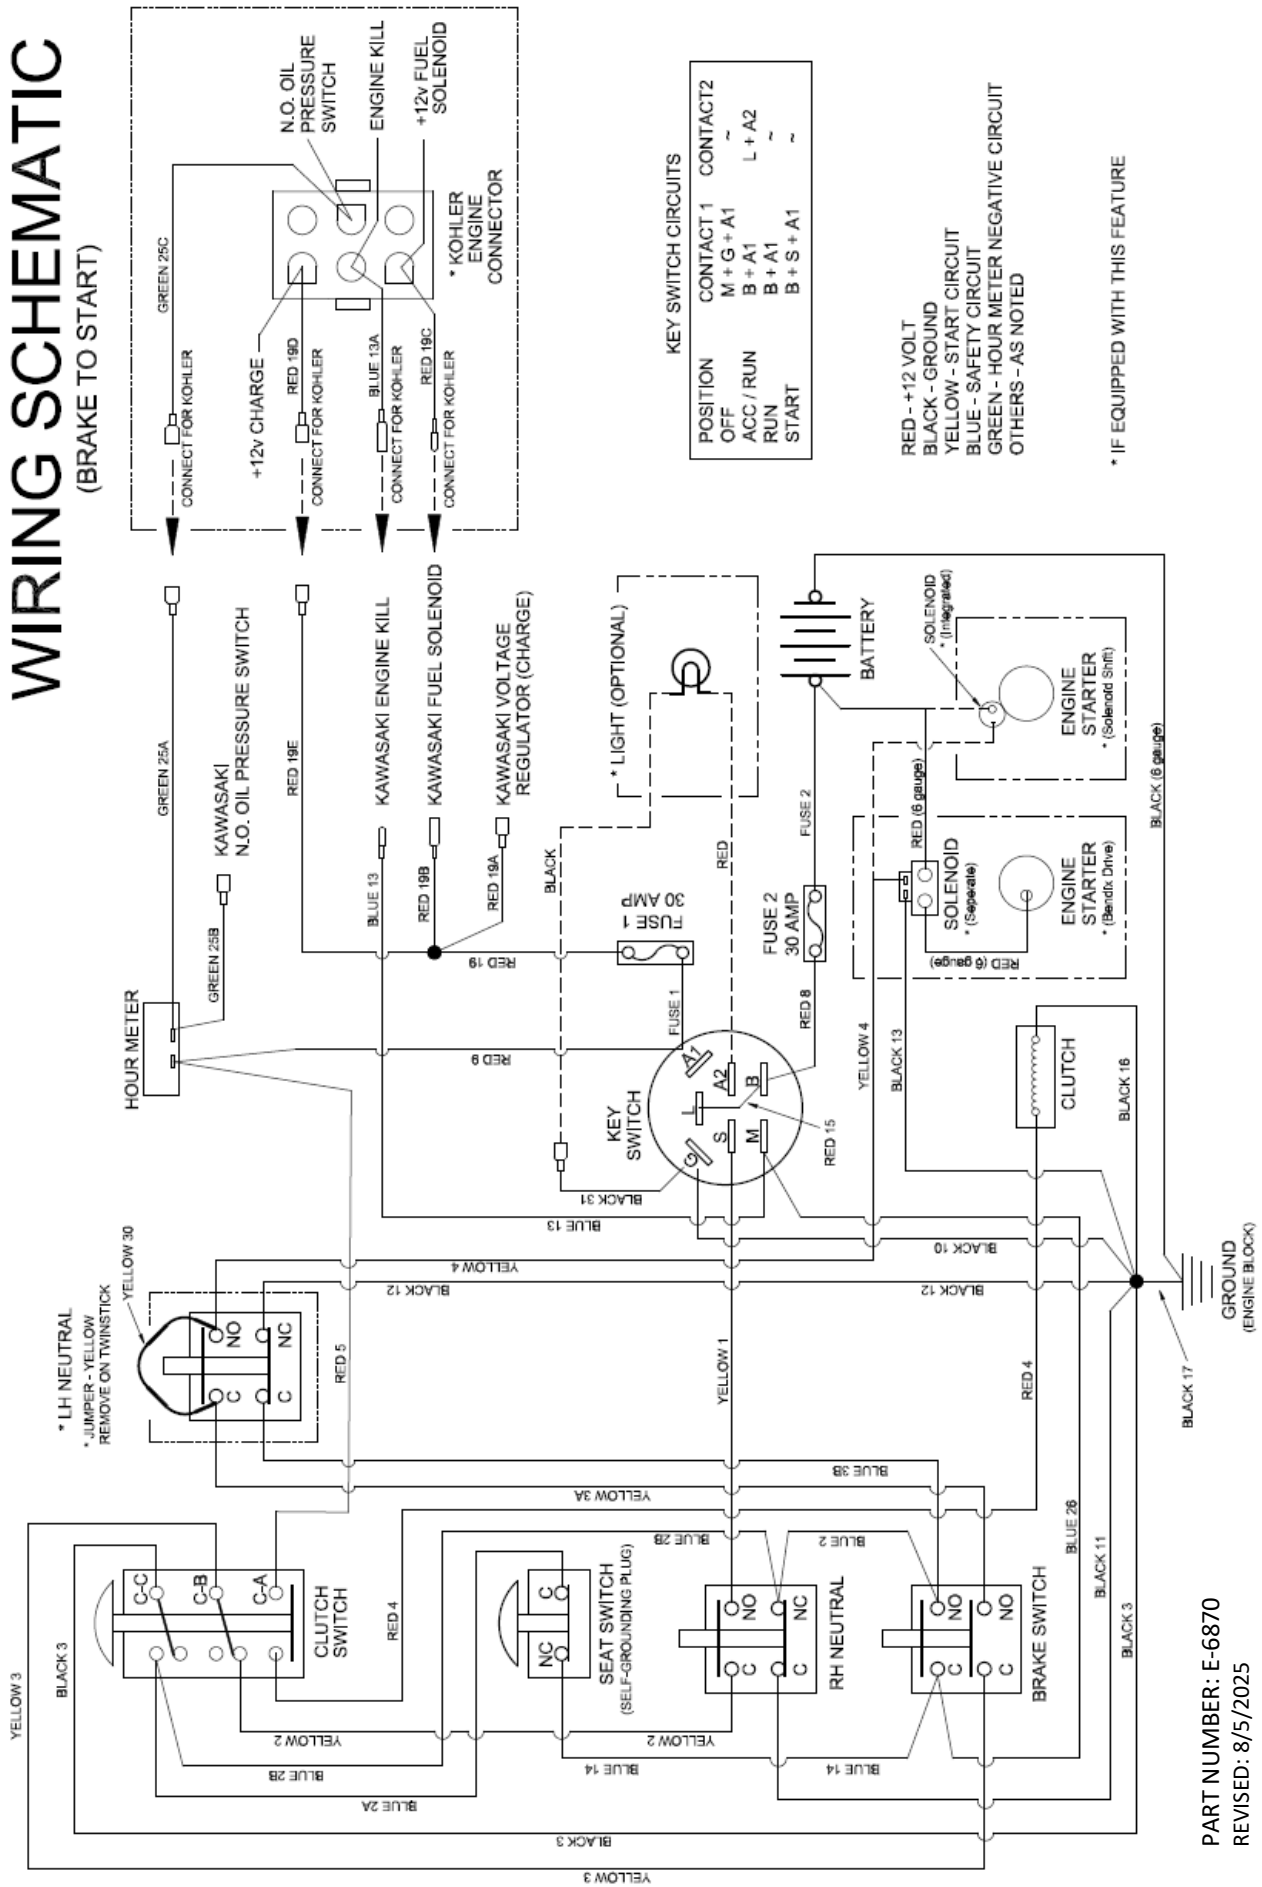 WIRING SCHEMATIC
(BRAKE TO START)
YELLOW 3
BLACK 3
C-C
C-B
C-A
CLUTCH
SWITCH
RED 4
YELLOW 2
BLUE 2B
BLUE 2A
BLACK 3
YELLOW 3
* LH NEUTRAL
* JUMPER - YELLOW
REMOVE ON TWINSTICK
YELLOW 30
NO
NC
C
C
RED 5
YELLOW 4
BLACK 12
BLACK 12
YELLOW 3A
BLUE 3B
BLUE 2B
BLUE 2
NC
C
SEAT SWITCH
(SELF-GROUNDING PLUG)
BLUE 14
YELLOW 2
BLUE 14
NO
NC
C
C
RH NEUTRAL
NO
NO
C
C
BRAKE SWITCH
YELLOW 1
RED 4
BLUE 26
BLACK 11
BLACK 3
HOUR METER
GREEN 25A
GREEN 25B
KAWASAKI
N.O. OIL PRESSURE SWITCH
RED 19E
RED 9
RED 19
BLUE 13
KAWASAKI ENGINE KILL
RED 19B
KAWASAKI FUEL SOLENOID
RED 19A
KAWASAKI VOLTAGE
REGULATOR (CHARGE)
BLUE 13
BLACK
BLACK 31
FUSE 1
30 AMP
FUSE 1
KEY
SWITCH
G
L
A1
S
A2
M
B
RED 15
BLACK 10
* LIGHT (OPTIONAL)
RED
FUSE 2
30 AMP
FUSE 2
RED 8
BATTERY
YELLOW 4
BLACK 13
RED (6 gauge)
SOLENOID
* (Seperate)
RED (6 gauge)
ENGINE
STARTER
* (Bendix Drive)
SOLENOID
* (Integrated)
ENGINE
STARTER
* (Solenoid Shift)
CLUTCH
BLACK 16
BLACK (6 gauge)
BLACK 17
GROUND
(ENGINE BLOCK)
GREEN 25C
CONNECT FOR KOHLER
+12v CHARGE
RED 19D
CONNECT FOR KOHLER
BLUE 13A
CONNECT FOR KOHLER
RED 19C
CONNECT FOR KOHLER
N.O. OIL
PRESSURE
SWITCH
ENGINE KILL
+12v FUEL
SOLENOID
* KOHLER
ENGINE
CONNECTOR
KEY SWITCH CIRCUITS
POSITION CONTACT 1 CONTACT2
OFF M + G + A1 ~
ACC / RUN B + A1 L + A2
RUN B + A1 ~
START B + S + A1 ~
RED - +12 VOLT
BLACK - GROUND
YELLOW - START CIRCUIT
BLUE - SAFETY CIRCUIT
GREEN - HOUR METER NEGATIVE CIRCUIT
OTHERS - AS NOTED
* IF EQUIPPED WITH THIS FEATURE
PART NUMBER: E-6870
REVISED: 8/5/2025